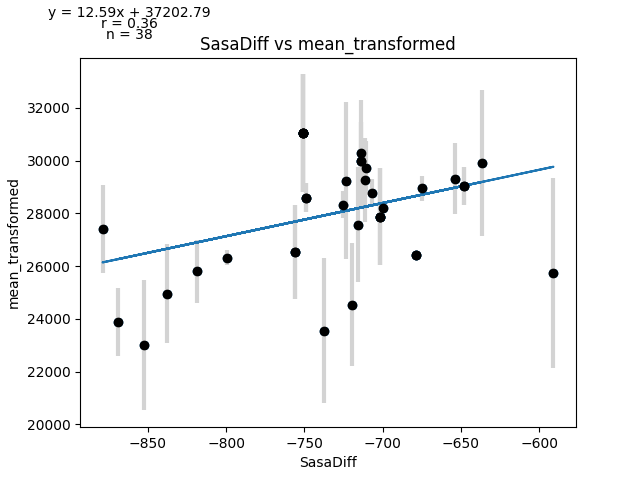 y = 12.59x + 37202.79
r = 0.36
n = 38
SasaDiff vs mean_transformed
32000
30000
28000
26000
24000
22000
20000
mean_transformed
−850
−800
−750
−700
−650
−600
SasaDiff